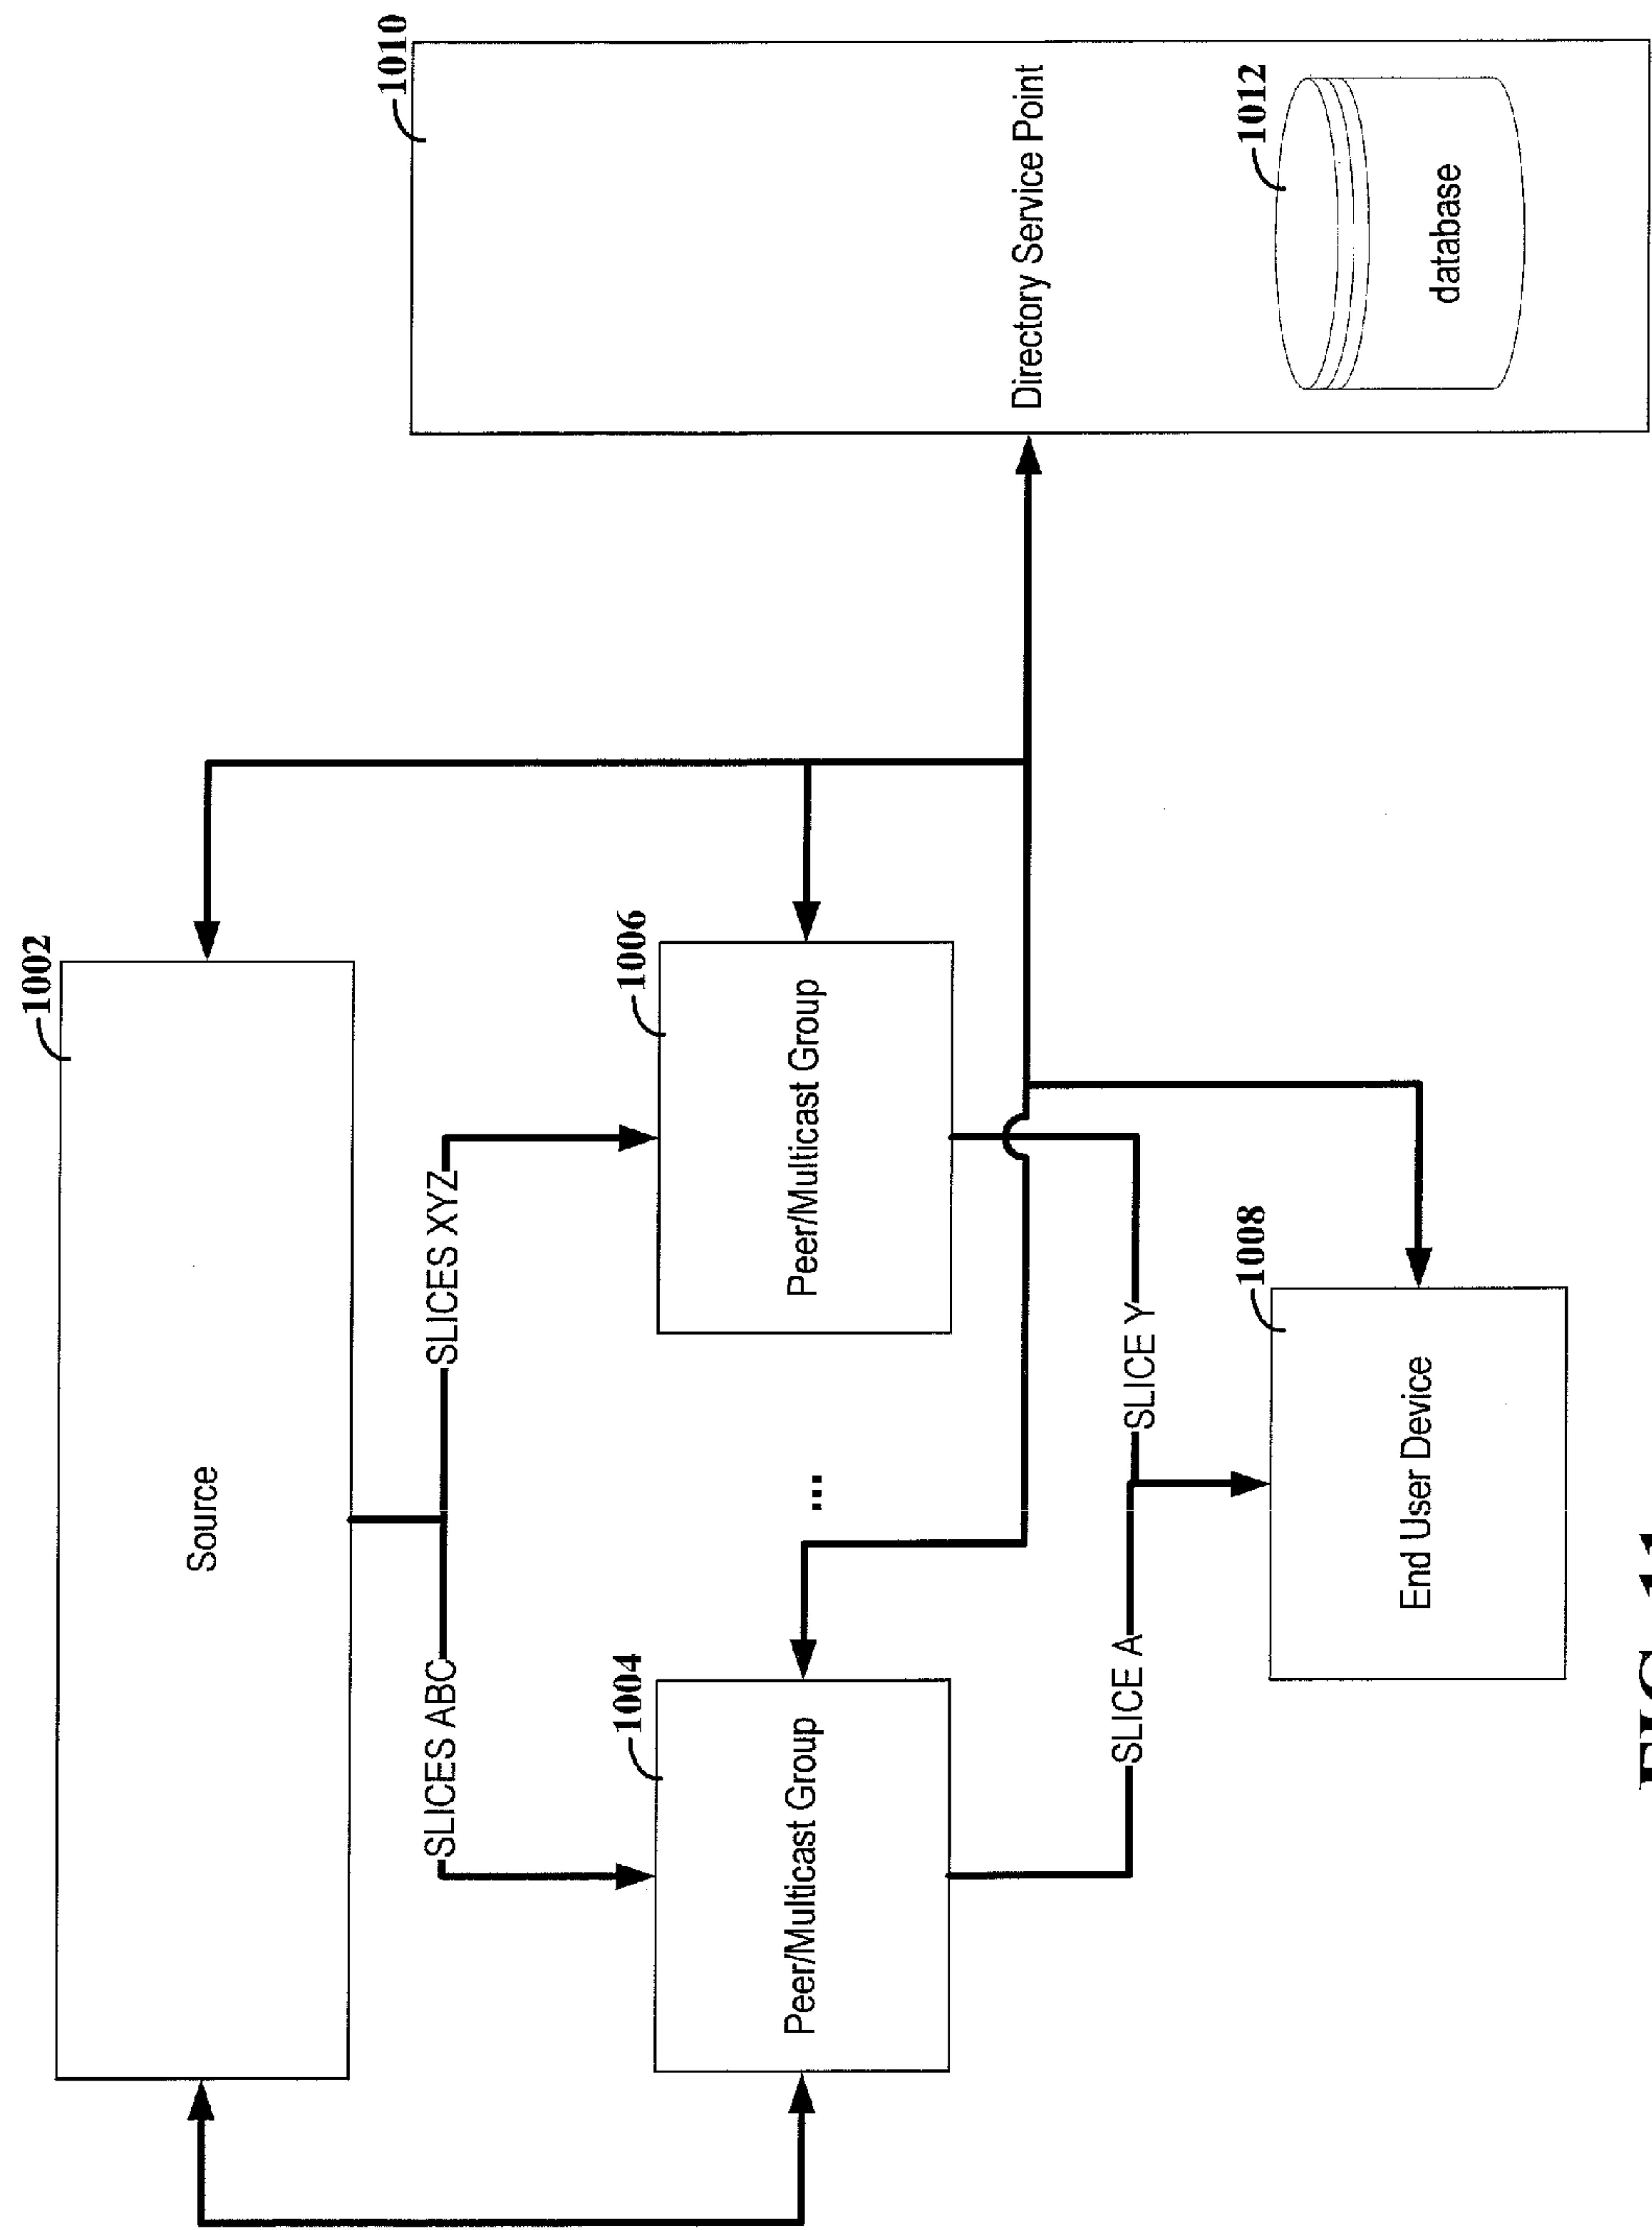 1002
Source
SLICES ABC
SLICES XYZ
1004
Peer/Multicast Group
...
1006
Peer/Multicast Group
SLICE A
SLICE Y
1008
End User Device
1010
Directory Service Point
1012
database